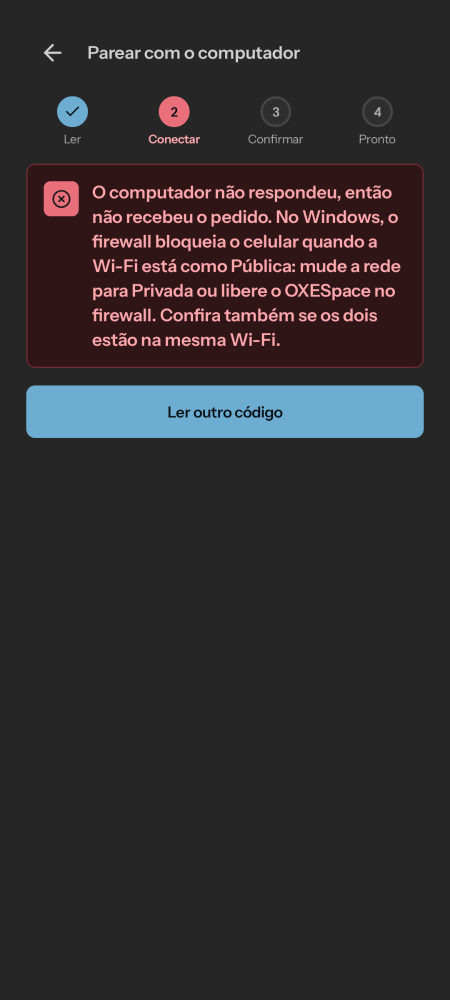 Parear com o computador
2
3
4
Ler
Conectar
Confirmar
Pronto
O computador não respondeu, então
não recebeu o pedido. No Windows, o
firewall bloqueia o celular quando a
Wi-Fi está como Pública: mude a rede
para Privada ou libere o OXESpace no
firewall. Confira também se os dois
estão na mesma Wi-Fi.
Ler outro código